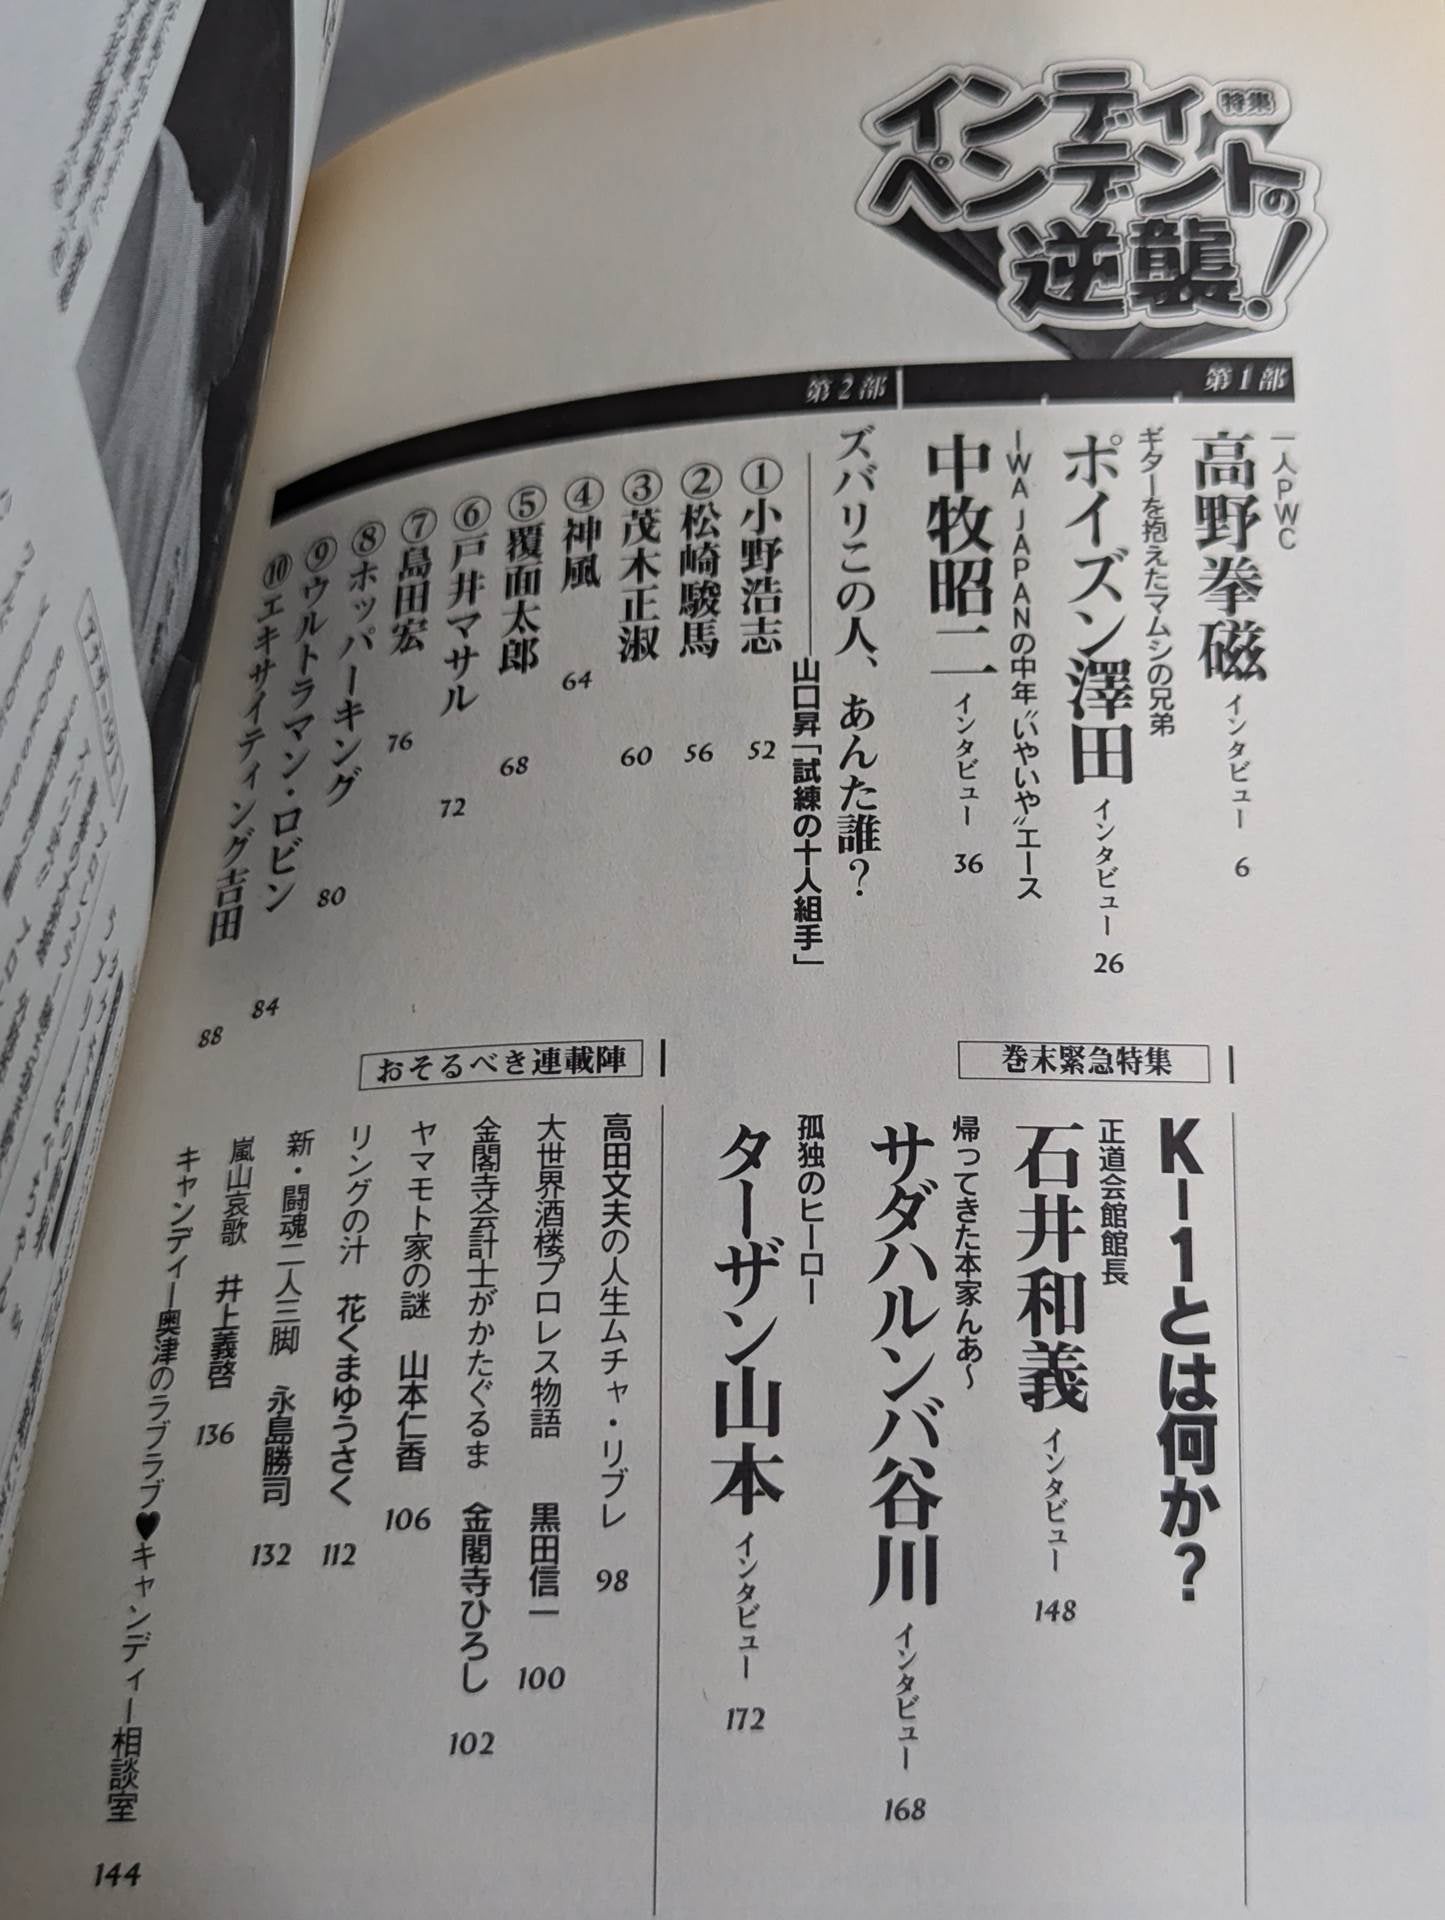 特集
インディ
ペンデントの
逆襲!
第1部
一人PWC
高野拳磁 インタビュー 6
ギターを抱えたマムシの兄弟
ポイズン澤田 インタビュー 26
IWA JAPANの中年“いやいや”エース
中牧昭二 インタビュー 36
第2部
ズバリこの人、あんた誰?
――山口昇「試練の十人組手」
①小野浩志 52
②松崎駿馬 56
③茂木正淑 60
④神風 64
⑤覆面太郎 68
⑥戸井マサル 72
⑦島田宏 76
⑧ホッパーキング 80
⑨ウルトラマン・ロビン 84
⑩エキサイティング吉田 88
巻末緊急特集
K-1とは何か?
正道会館館長
石井和義 インタビュー 148
帰ってきた本家んあ～
サダハルンバ谷川 インタビュー 168
孤独のヒーロー
ターザン山本 インタビュー 172
おそるべき連載陣
高田文夫の人生ムチャ・リブレ 98
大世界酒楼プロレス物語 黒田信一 100
金閣寺会計士がかたぐるま 金閣寺ひろし 102
ヤマモト家の謎 山本仁香 106
リングの汁 花くまゆうさく 112
新・闘魂二人三脚 永島勝司 132
嵐山哀歌 井上義啓 136
キャンディー奥津のラブラブ♥キャンディー相談室 144